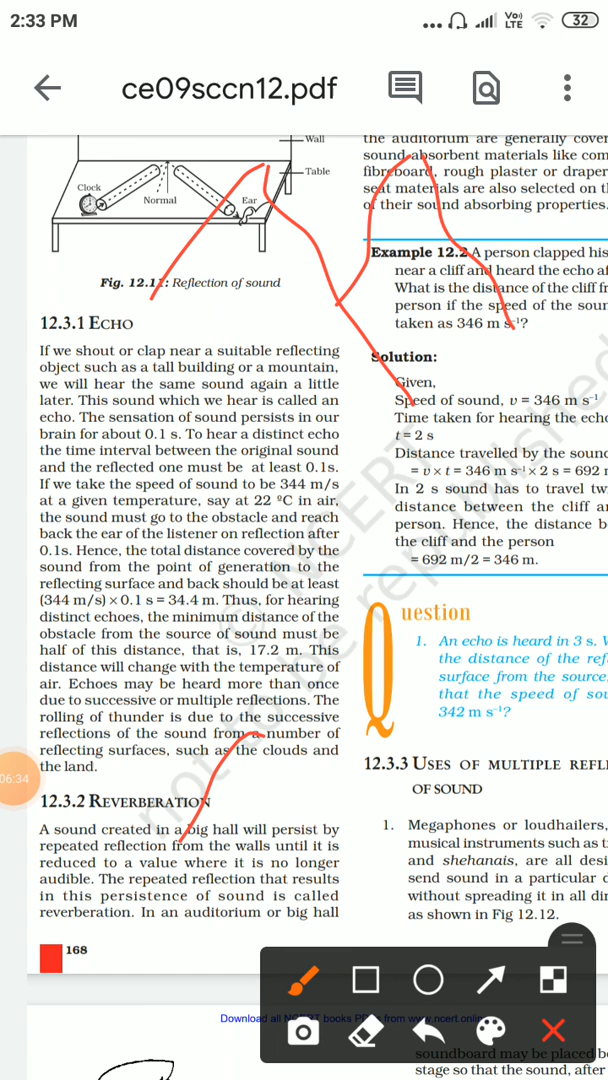 2:33 PM
Vo)) LTE
32
ce09sccn12.pdf
Wall
Table
Clock
Normal
Ear
Fig. 12.11: Reflection of sound
12.3.1 ECHO
If we shout or clap near a suitable reflecting
object such as a tall building or a mountain,
we will hear the same sound again a little
later. This sound which we hear is called an
echo. The sensation of sound persists in our
brain for about 0.1 s. To hear a distinct echo
the time interval between the original sound
and the reflected one must be at least 0.1s.
If we take the speed of sound to be 344 m/s
at a given temperature, say at 22 ºC in air,
the sound must go to the obstacle and reach
back the ear of the listener on reflection after
0.1s. Hence, the total distance covered by the
sound from the point of generation to the
reflecting surface and back should be at least
(344 m/s) × 0.1 s = 34.4 m. Thus, for hearing
distinct echoes, the minimum distance of the
obstacle from the source of sound must be
half of this distance, that is, 17.2 m. This
distance will change with the temperature of
air. Echoes may be heard more than once
due to successive or multiple reflections. The
rolling of thunder is due to the successive
reflections of the sound from a number of
reflecting surfaces, such as the clouds and
the land.
06:34
12.3.2 REVERBERATION
A sound created in a big hall will persist by
repeated reflection from the walls until it is
reduced to a value where it is no longer
audible. The repeated reflection that results
in this persistence of sound is called
reverberation. In an auditorium or big hall
168
the auditorium are generally cover
sound-absorbent materials like com
fibreboard, rough plaster or draper
seat materials are also selected on t
of their sound absorbing properties.
Example 12.2 A person clapped his
near a cliff and heard the echo af
What is the distance of the cliff fr
person if the speed of the soun
taken as 346 m s⁻¹?
Solution:
Given,
Speed of sound, υ = 346 m s⁻¹
Time taken for hearing the echo
t = 2 s
Distance travelled by the sound
= υ × t = 346 m s⁻¹ × 2 s = 692 m
In 2 s sound has to travel tw
distance between the cliff an
person. Hence, the distance b
the cliff and the person
= 692 m/2 = 346 m.
Question
1. An echo is heard in 3 s. W
the distance of the refl
surface from the source,
that the speed of sou
342 m s⁻¹?
12.3.3 USES OF MULTIPLE REFLE
OF SOUND
1. Megaphones or loudhailers,
musical instruments such as t
and shehanais, are all desi
send sound in a particular d
without spreading it in all dir
as shown in Fig 12.12.
© NCERT
not to be republished
Download all NCERT books PDFs from www.ncert.online
soundboard may be placed be
stage so that the sound, after